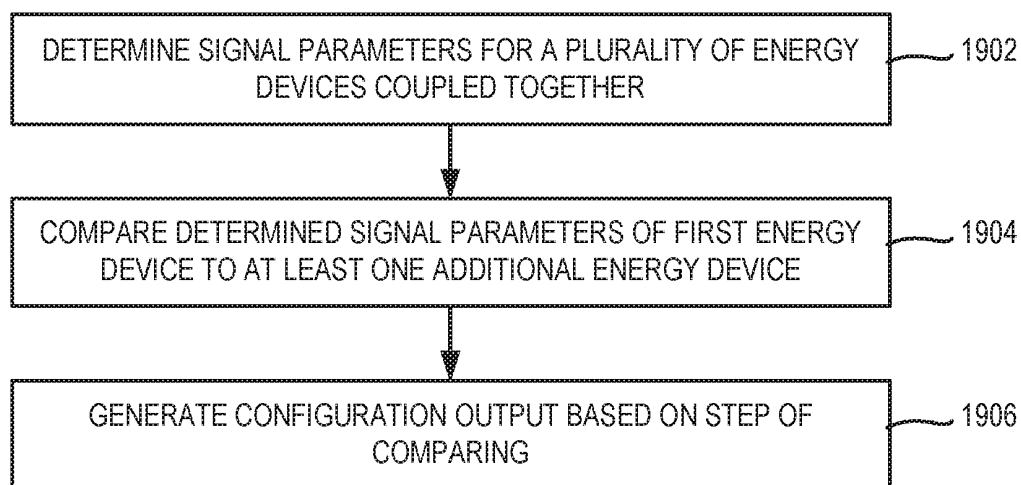 DETERMINE SIGNAL PARAMETERS FOR A PLURALITY OF ENERGY
DEVICES COUPLED TOGETHER
1902
COMPARE DETERMINED SIGNAL PARAMETERS OF FIRST ENERGY
DEVICE TO AT LEAST ONE ADDITIONAL ENERGY DEVICE
1904
GENERATE CONFIGURATION OUTPUT BASED ON STEP OF
COMPARING
1906